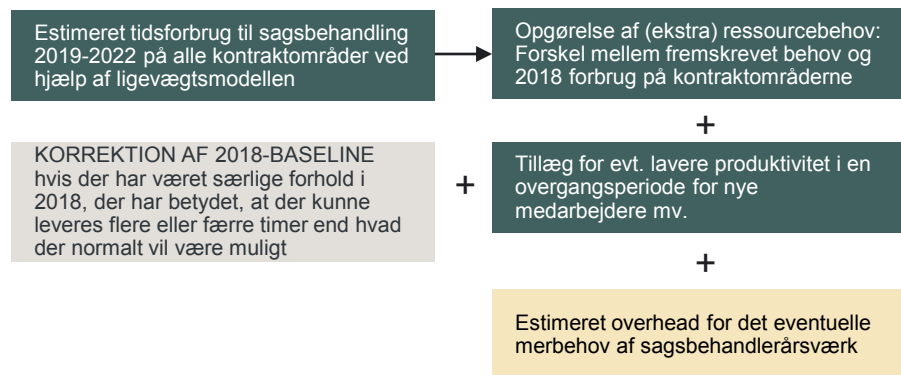 Estimeret tidsforbrug til sagsbehandling
2019-2022 på alle kontraktområder ved
hjælp af ligevægtsmodellen
Opgørelse af (ekstra) ressourcebehov:
Forskel mellem fremskrevet behov og
2018 forbrug på kontraktområderne
+
KORREKTION AF 2018-BASELINE
hvis der har været særlige forhold i
2018, der har betydet, at der kunne
leveres flere eller færre timer end hvad
der normalt vil være muligt
+
Tillæg for evt. lavere produktivitet i en
overgangsperiode for nye
medarbejdere mv.
+
Estimeret overhead for det eventuelle
merbehov af sagsbehandlerårsværk